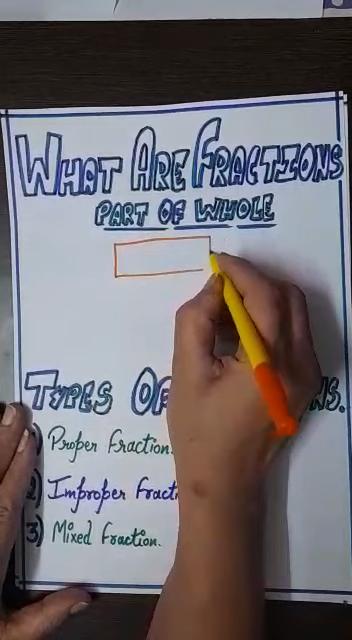 WHAT ARE FRACTIONS
PART OF WHOLE
TYPES OF
1) Proper Fraction.
2) Improper Fract
3) Mixed Fraction.